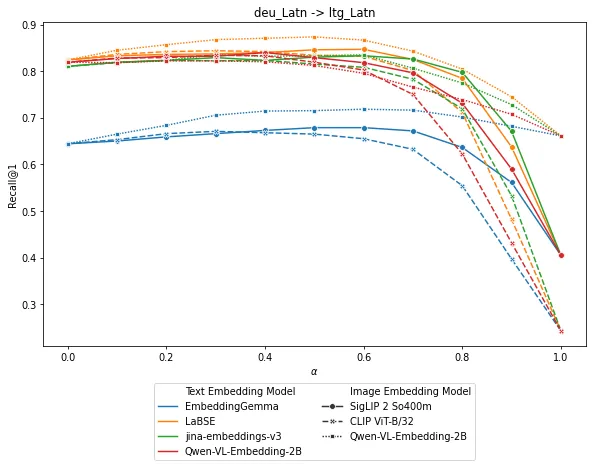 deu_Latn -> ltg_Latn
Recall@1
0.9
0.8
0.7
0.6
0.5
0.4
0.3
0.0
0.2
0.4
0.6
0.8
1.0
α
Text Embedding Model
EmbeddingGemma
LaBSE
jina-embeddings-v3
Qwen-VL-Embedding-2B
Image Embedding Model
SigLIP 2 So400m
CLIP ViT-B/32
Qwen-VL-Embedding-2B